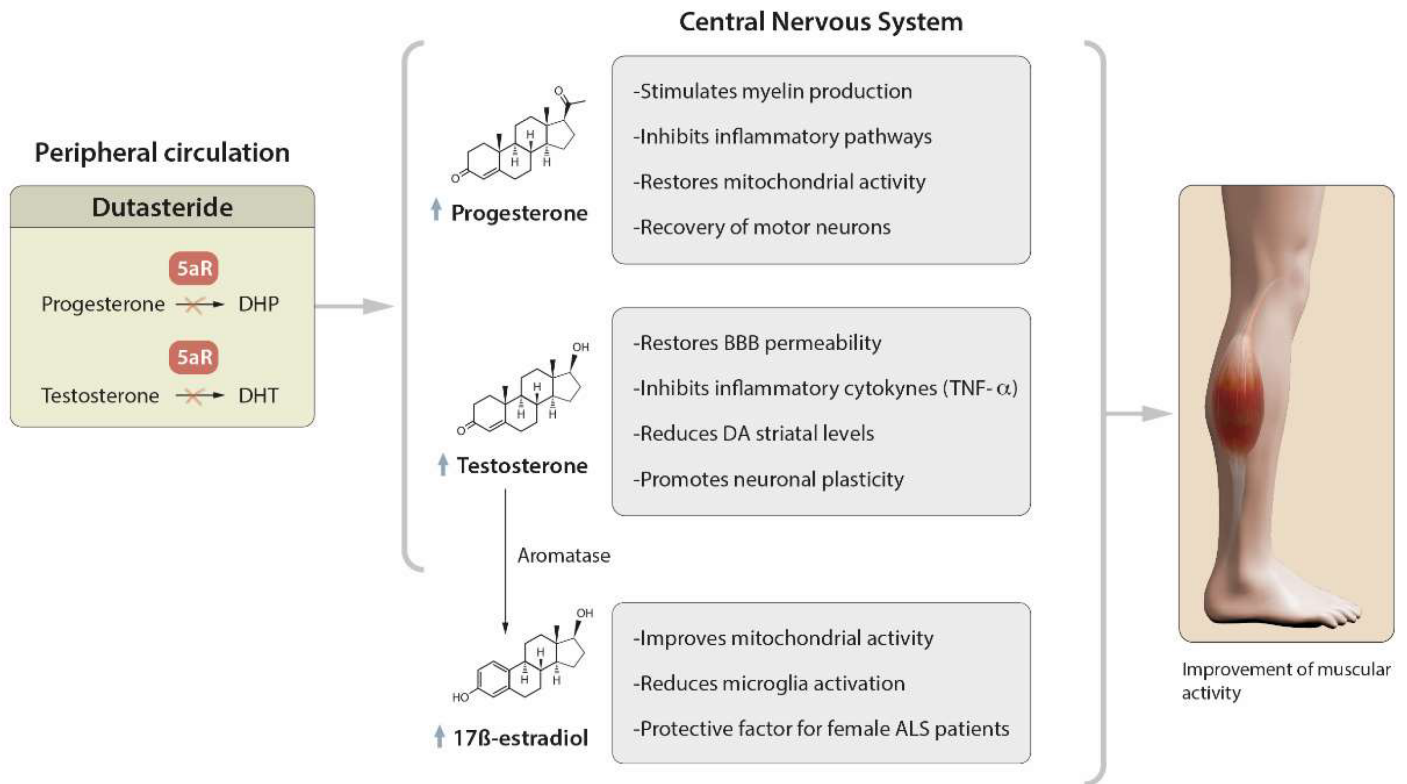 Central Nervous System
Peripheral circulation
Dutasteride
5aR
Progesterone DHP
5aR
Testosterone DHT
O
O
H
H
H
Progesterone
-Stimulates myelin production
-Inhibits inflammatory pathways
-Restores mitochondrial activity
-Recovery of motor neurons
OH
O
H
H
H
Testosterone
-Restores BBB permeability
-Inhibits inflammatory cytokynes (TNF- α)
-Reduces DA striatal levels
-Promotes neuronal plasticity
Aromatase
OH
HO
H
H
H
17ß-estradiol
-Improves mitochondrial activity
-Reduces microglia activation
-Protective factor for female ALS patients
Improvement of muscular
activity